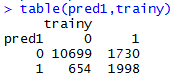 > table(pred1,trainy)
trainy
pred1 0 1
0 10699 1730
1 654 1998